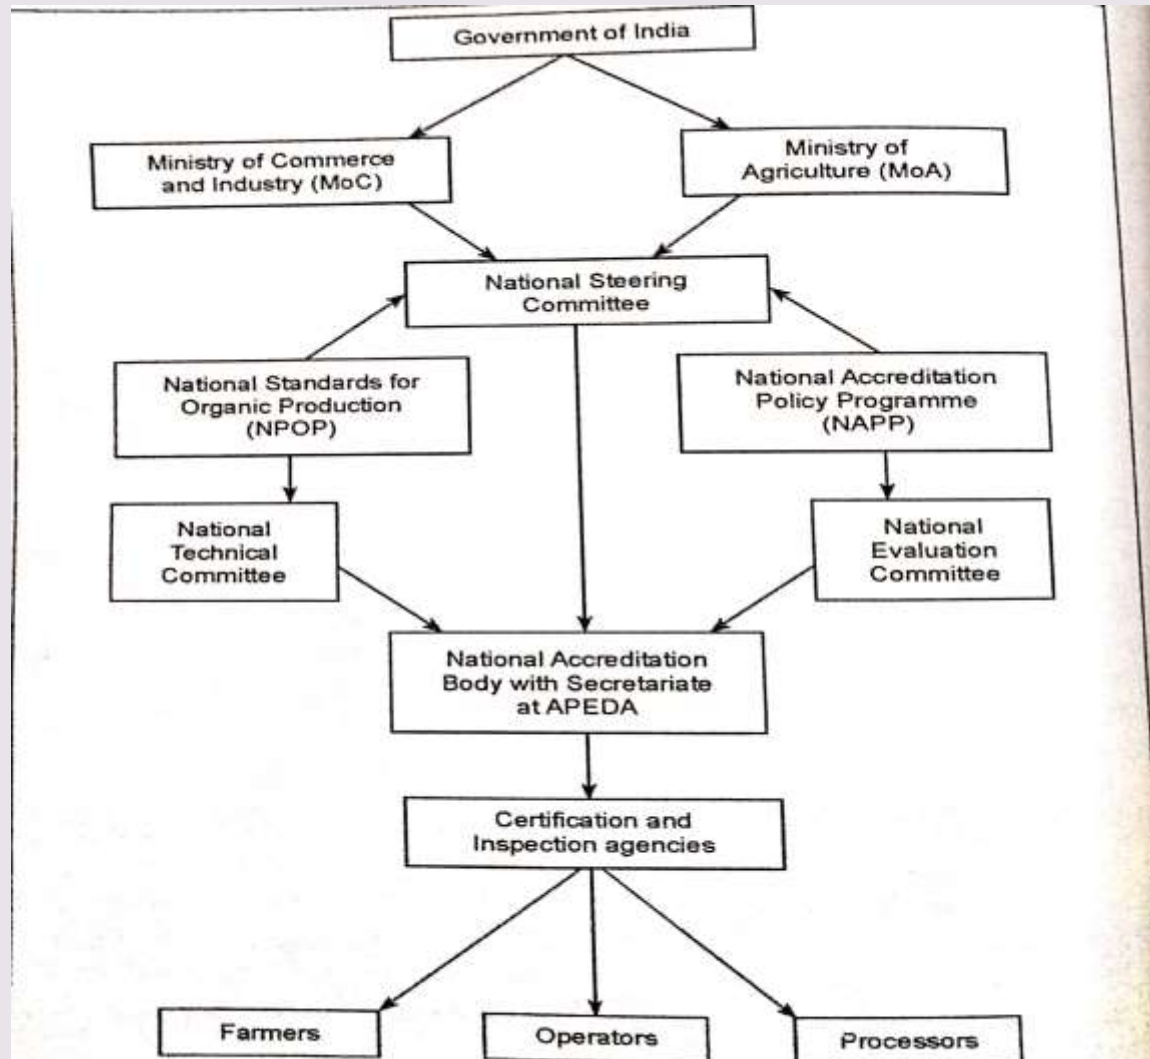 Government of India
Ministry of Commerce
and Industry (MoC)
Ministry of
Agriculture (MoA)
National Steering
Committee
National Standards for
Organic Production
(NPOP)
National Accreditation
Policy Programme
(NAPP)
National
Technical
Committee
National
Evaluation
Committee
National Accreditation
Body with Secretariate
at APEDA
Certification and
Inspection agencies
Farmers
Operators
Processors